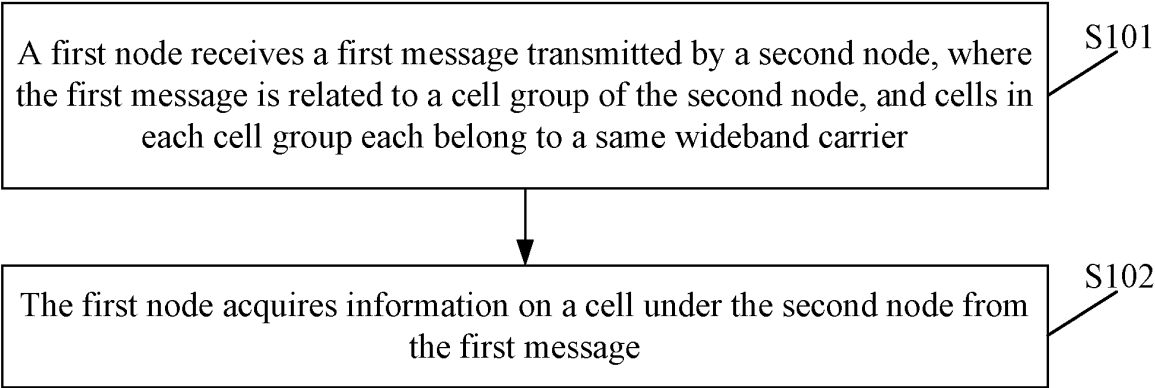 A first node receives a first message transmitted by a second node, where
the first message is related to a cell group of the second node, and cells in
each cell group each belong to a same wideband carrier
S101
The first node acquires information on a cell under the second node from
the first message
S102